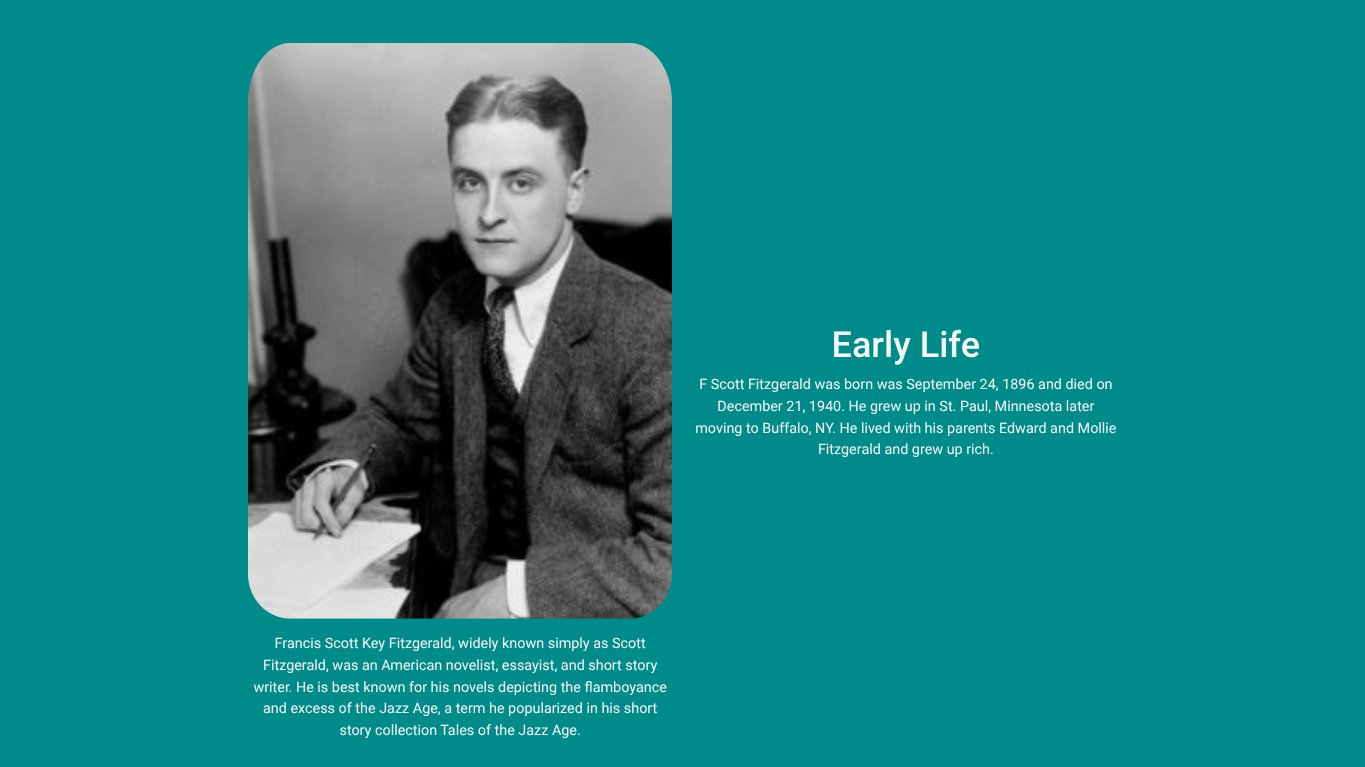 Francis Scott Key Fitzgerald, widely known simply as Scott
Fitzgerald, was an American novelist, essayist, and short story
writer. He is best known for his novels depicting the flamboyance
and excess of the Jazz Age, a term he popularized in his short
story collection Tales of the Jazz Age.
Early Life
F Scott Fitzgerald was born was September 24, 1896 and died on
December 21, 1940. He grew up in St. Paul, Minnesota later
moving to Buffalo, NY. He lived with his parents Edward and Mollie
Fitzgerald and grew up rich.